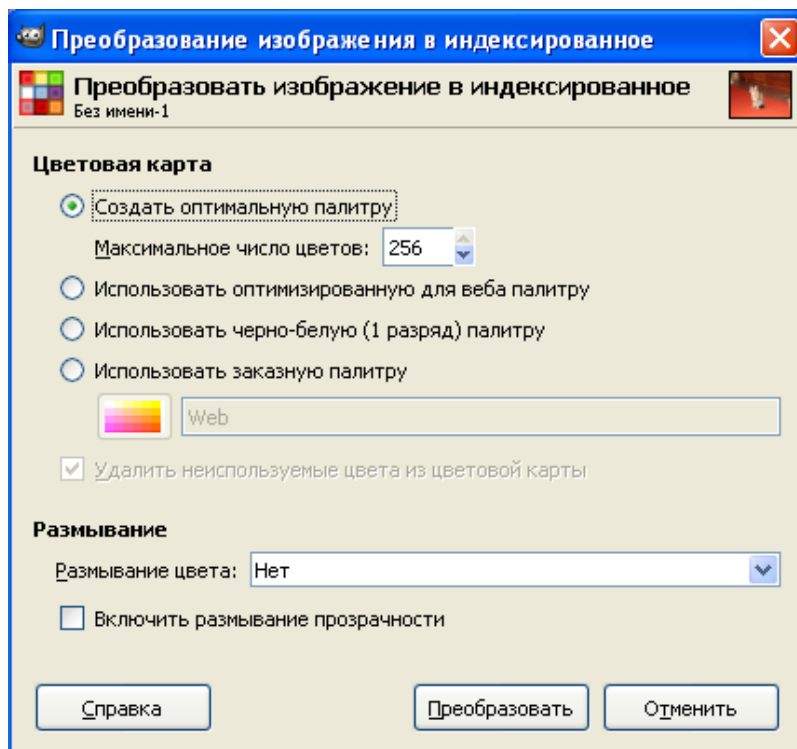 Преобразование изображения в индексированное
Преобразовать изображение в индексированное
Без имени-1
Цветовая карта
Создать оптимальную палитру
Максимальное число цветов: 256
Использовать оптимизированную для веба палитру
Использовать черно-белую (1 разряд) палитру
Использовать заказную палитру
Web
Удалить неиспользуемые цвета из цветовой карты
Размывание
Размывание цвета: Нет
Включить размывание прозрачности
Справка Преобразовать Отменить